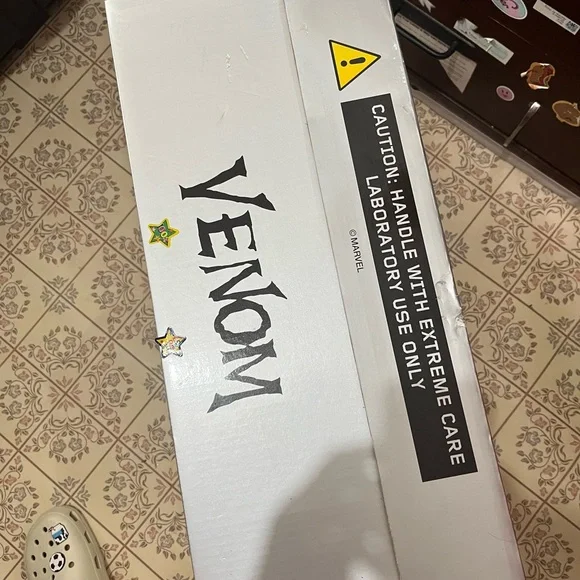 VENOM
CAUTION: HANDLE WITH EXTREME CARE
LABORATORY USE ONLY
© MARVEL